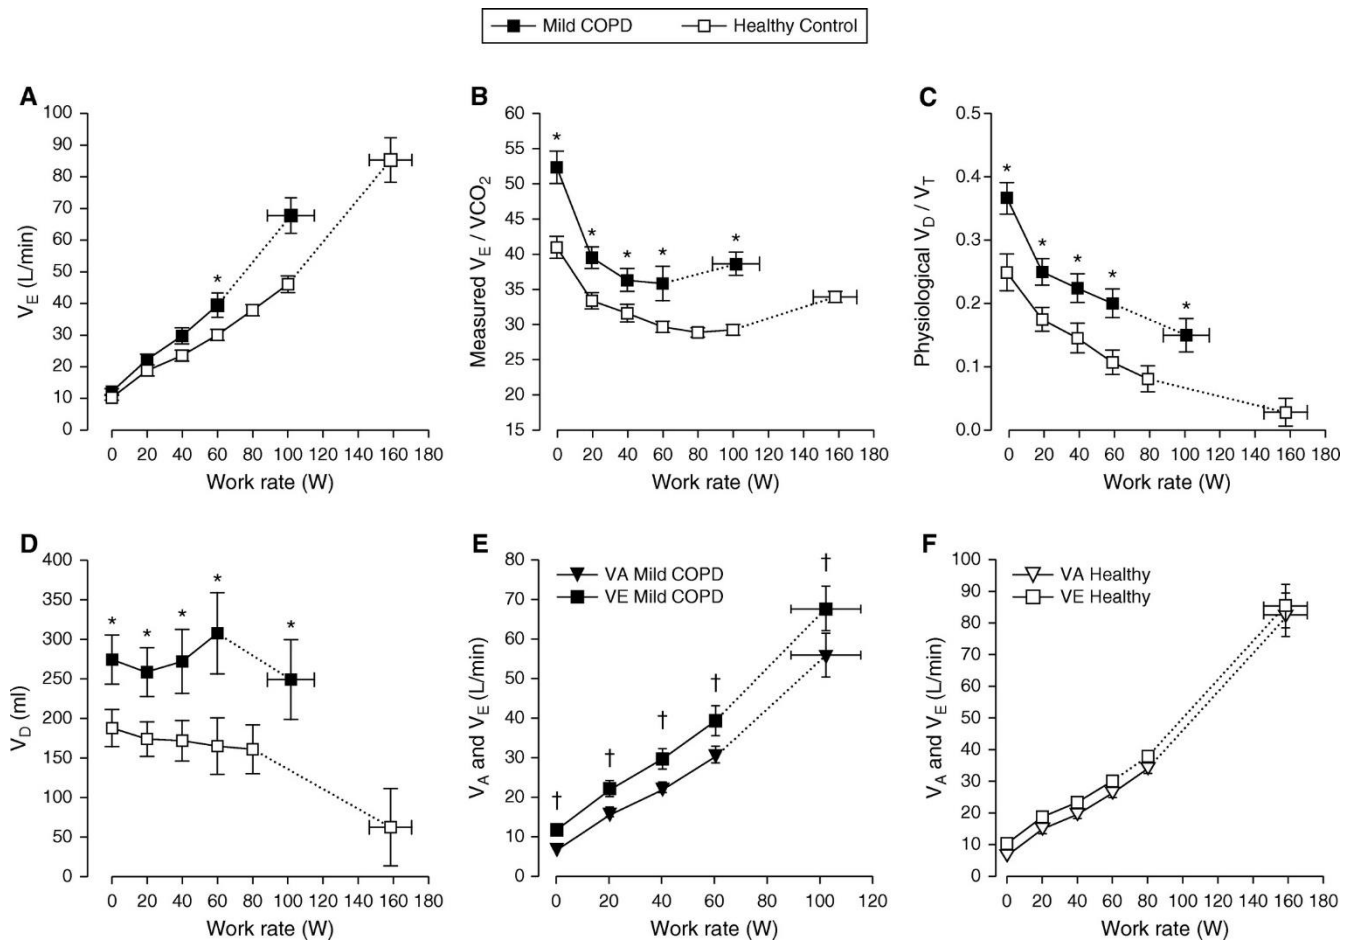 Mild COPD Healthy Control
A
100
90
80
70
60
50
40
30
20
10
0
V_E (L/min)
*
0 20 40 60 80 100 120 140 160 180
Work rate (W)
B
60
55
50
45
40
35
30
25
20
15
Measured V_E / VCO_2
* * * * *
0 20 40 60 80 100 120 140 160 180
Work rate (W)
C
0.5
0.4
0.3
0.2
0.1
0.0
Physiological V_D / V_T
* * * * *
0 20 40 60 80 100 120 140 160 180
Work rate (W)
D
400
350
300
250
200
150
100
50
0
V_D (ml)
* * * * *
0 20 40 60 80 100 120 140 160 180
Work rate (W)
E
VA Mild COPD
VE Mild COPD
80
70
60
50
40
30
20
10
0
V_A and V_E (L/min)
† † † † †
0 20 40 60 80 100 120
Work rate (W)
F
VA Healthy
VE Healthy
100
90
80
70
60
50
40
30
20
10
0
V_A and V_E (L/min)
0 20 40 60 80 100 120 140 160 180
Work rate (W)